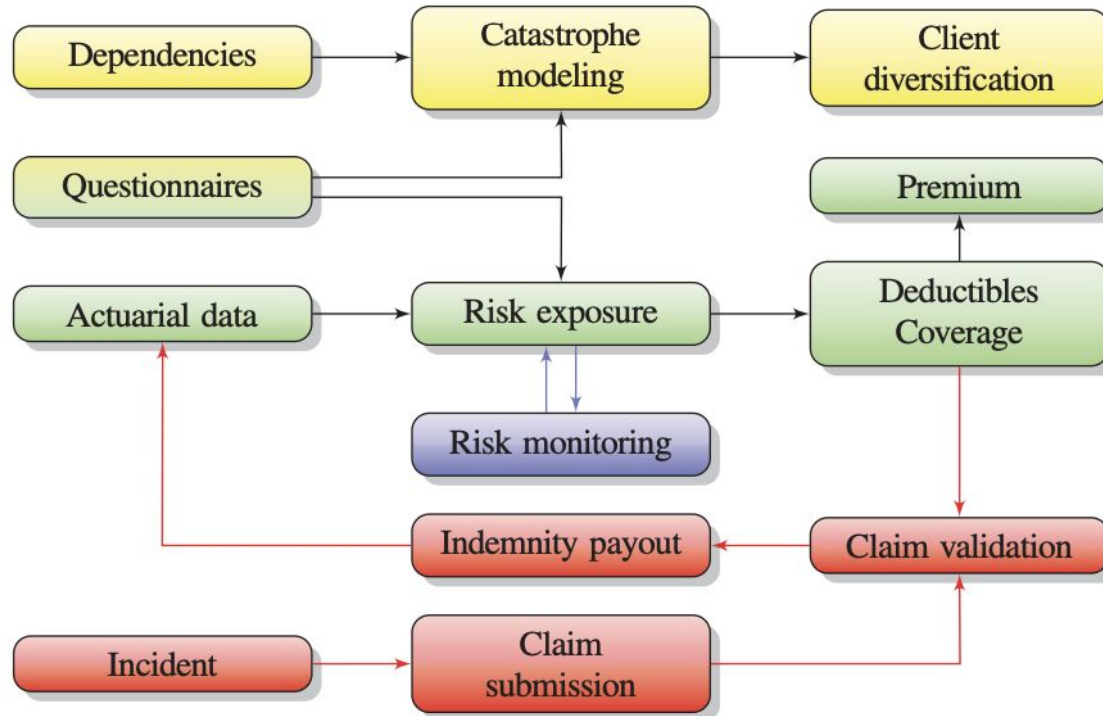 Dependencies
Catastrophe
modeling
Client
diversification
Questionnaires
Premium
Actuarial data
Risk exposure
Deductibles
Coverage
Risk monitoring
Indemnity payout
Claim validation
Incident
Claim
submission